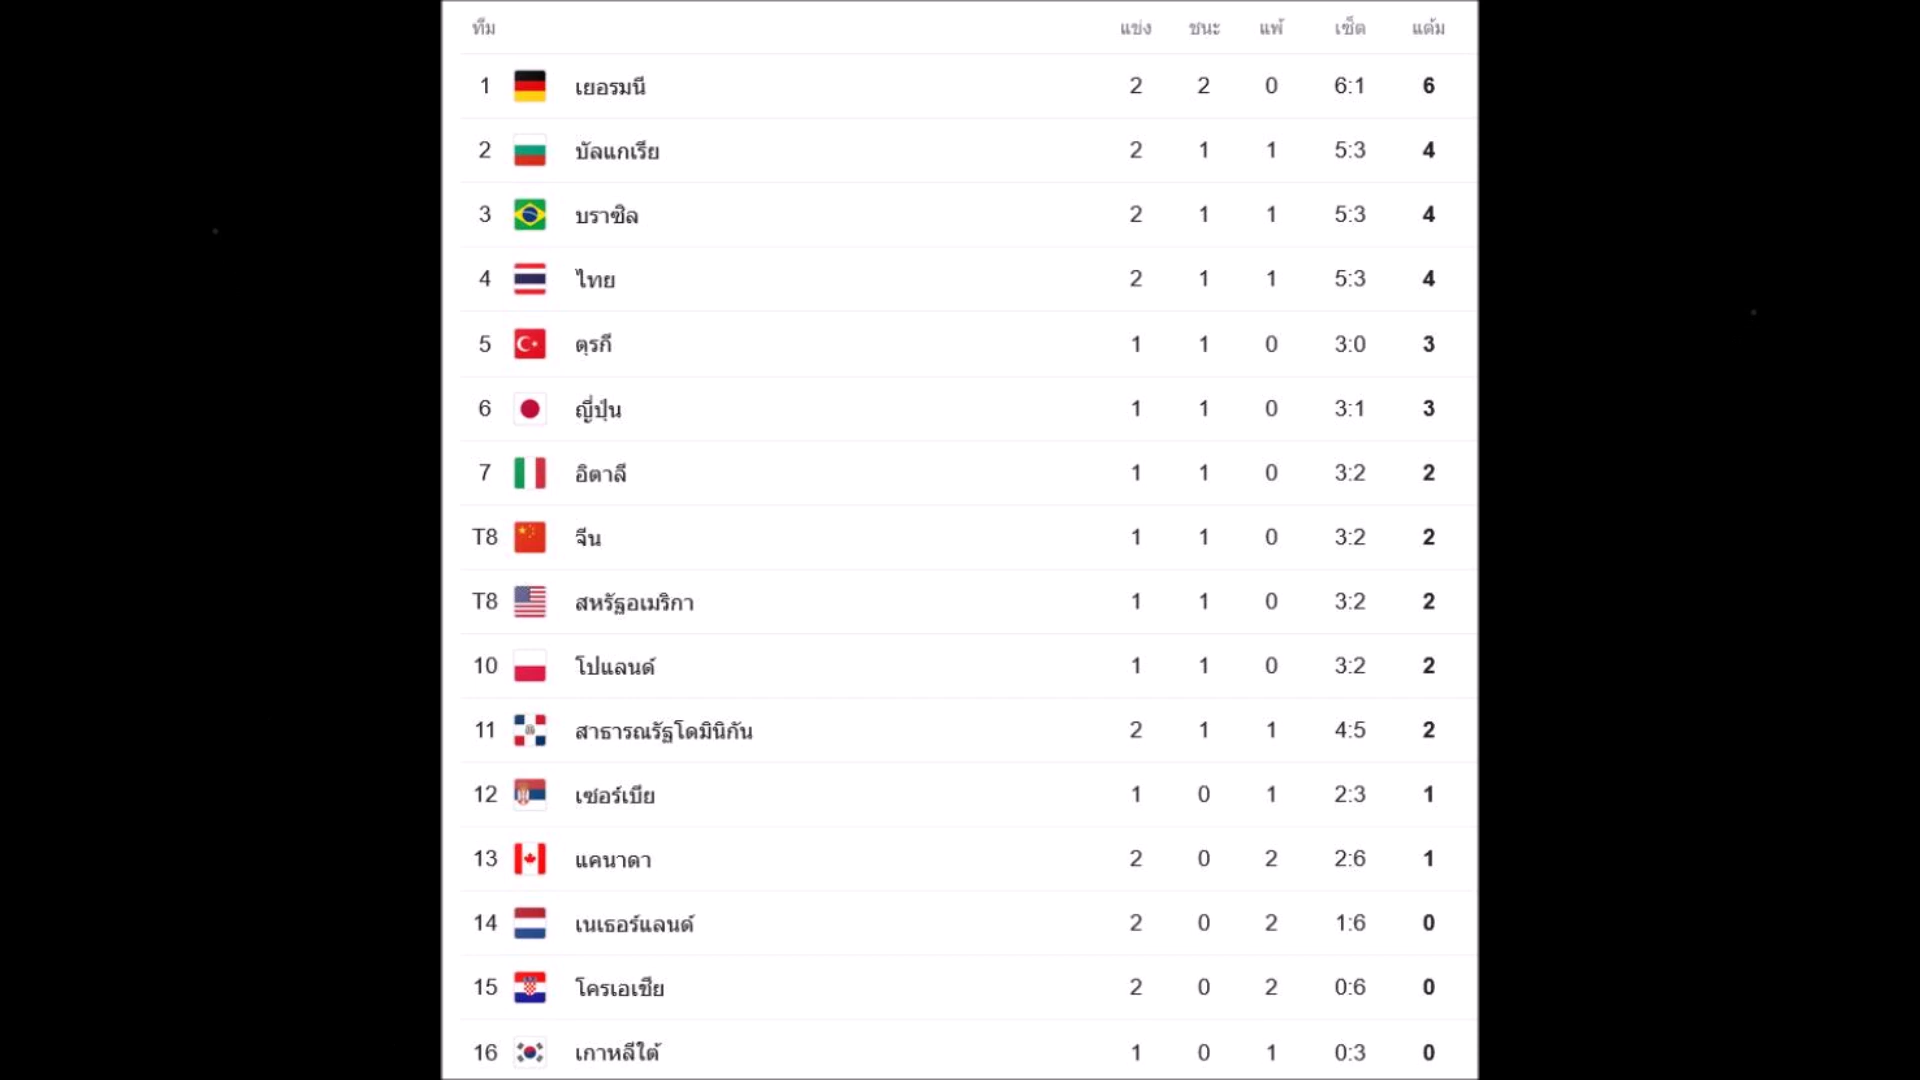 ทีม แข่ง ชนะ แพ้ เซ็ต แต้ม
1 เยอรมนี 2 2 0 6:1 6
2 บัลแกเรีย 2 1 1 5:3 4
3 บราซิล 2 1 1 5:3 4
4 ไทย 2 1 1 5:3 4
5 ตุรกี 1 1 0 3:0 3
6 ญี่ปุ่น 1 1 0 3:1 3
7 อิตาลี 1 1 0 3:2 2
T8 จีน 1 1 0 3:2 2
T8 สหรัฐอเมริกา 1 1 0 3:2 2
10 โปแลนด์ 1 1 0 3:2 2
11 สาธารณรัฐโดมินิกัน 2 1 1 4:5 2
12 เซอร์เบีย 1 0 1 2:3 1
13 แคนาดา 2 0 2 2:6 1
14 เนเธอร์แลนด์ 2 0 2 1:6 0
15 โครเอเชีย 2 0 2 0:6 0
16 เกาหลีใต้ 1 0 1 0:3 0